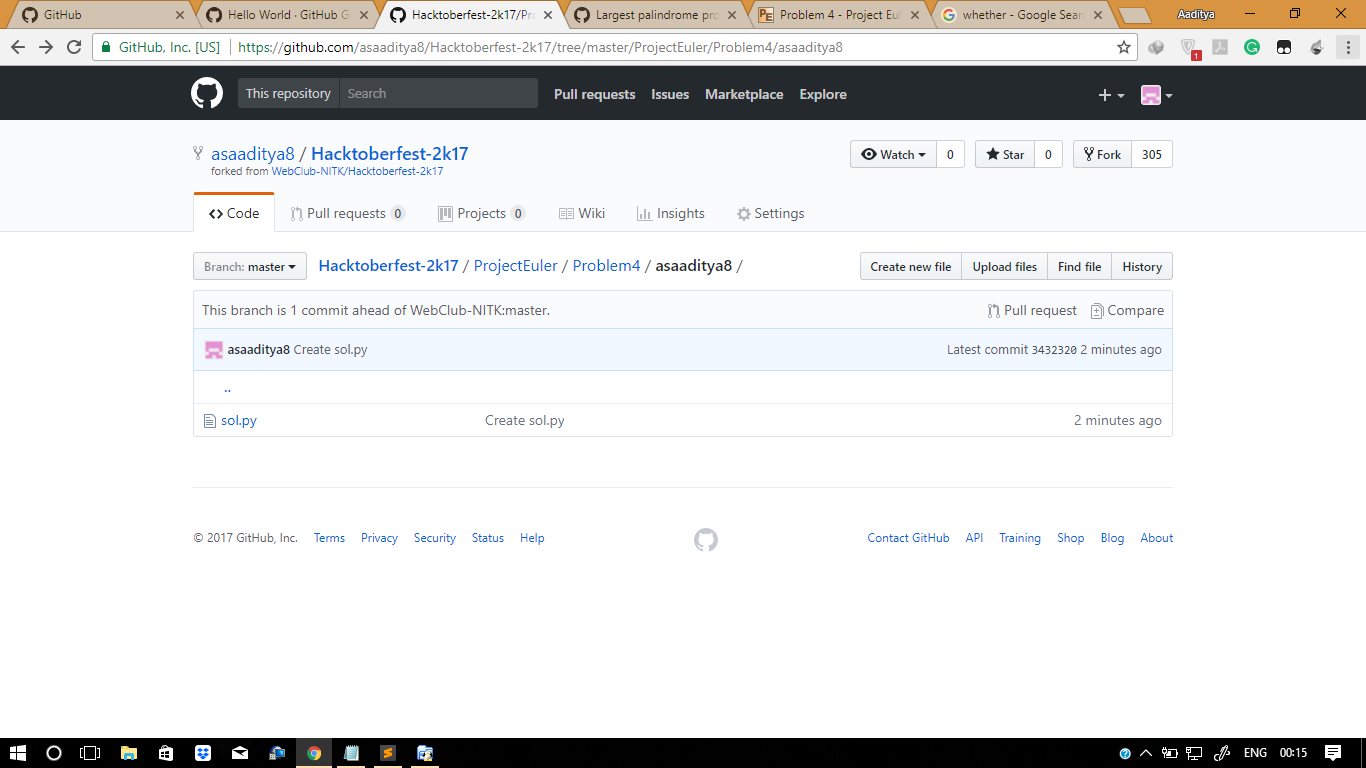 GitHub
Hello World · GitHub G
Hacktoberfest-2k17/Pr
Largest palindrome pro
Problem 4 - Project Eul
whether - Google Sear
Aaditya
GitHub, Inc. [US]
https://github.com/asaaditya8/Hacktoberfest-2k17/tree/master/ProjectEuler/Problem4/asaaditya8
1
This repository
Search
Pull requests
Issues
Marketplace
Explore
asaaditya8 / Hacktoberfest-2k17
forked from WebClub-NITK/Hacktoberfest-2k17
Watch 0
Star 0
Fork 305
Code
Pull requests 0
Projects 0
Wiki
Insights
Settings
Branch: master
Hacktoberfest-2k17 / ProjectEuler / Problem4 / asaaditya8 /
Create new file
Upload files
Find file
History
This branch is 1 commit ahead of WebClub-NITK:master.
Pull request
Compare
asaaditya8 Create sol.py
Latest commit 3432320 2 minutes ago
..
sol.py
Create sol.py
2 minutes ago
© 2017 GitHub, Inc.
Terms
Privacy
Security
Status
Help
Contact GitHub
API
Training
Shop
Blog
About
ENG
00:15